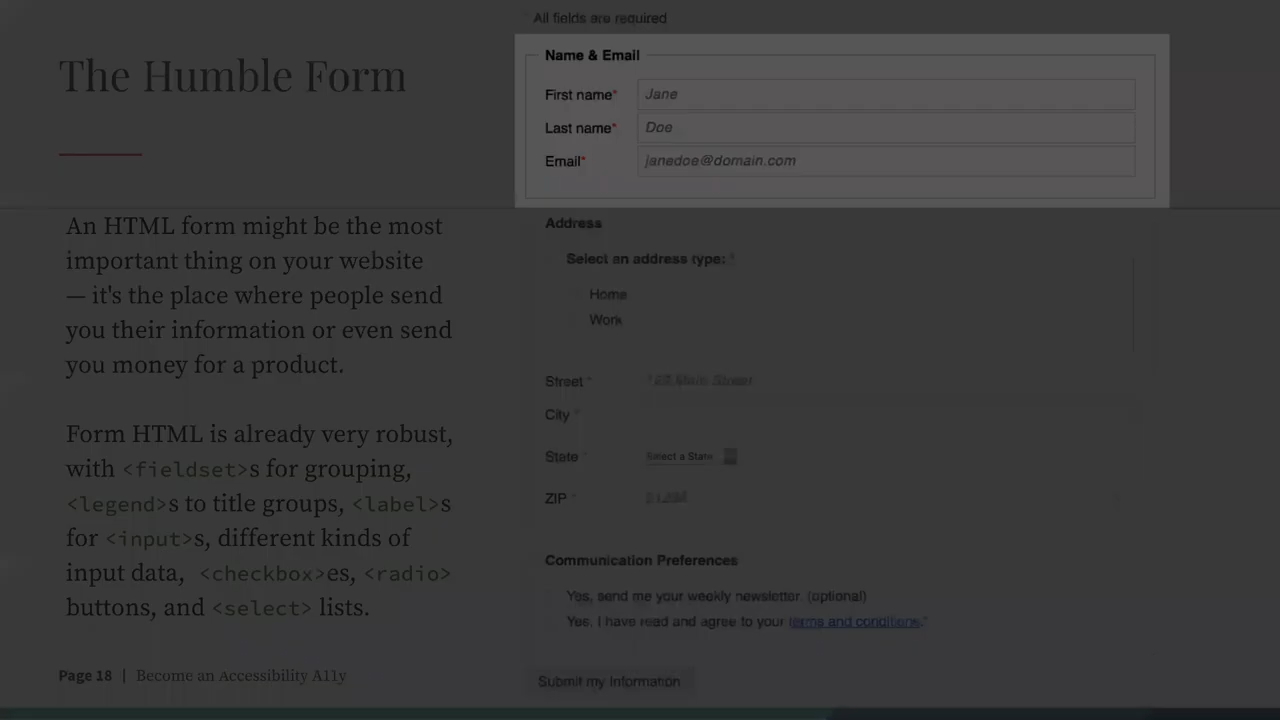 The Humble Form
An HTML form might be the most
important thing on your website
— it's the place where people send
you their information or even send
you money for a product.
Form HTML is already very robust,
with <fieldset>s for grouping,
<legend>s to title groups, <label>s
for <input>s, different kinds of
input data, <checkbox>es, <radio>
buttons, and <select> lists.
Page 18 | Become an Accessibility A11y
* All fields are required
Name & Email
First name* Jane
Last name* Doe
Email* janedoe@domain.com
Address
Select an address type: *
Home
Work
Street * 123 Main Street
City *
State * Select a State
ZIP *
Communication Preferences
Yes, send me your weekly newsletter. (optional)
Yes, I have read and agree to your terms and conditions.*
Submit my Information